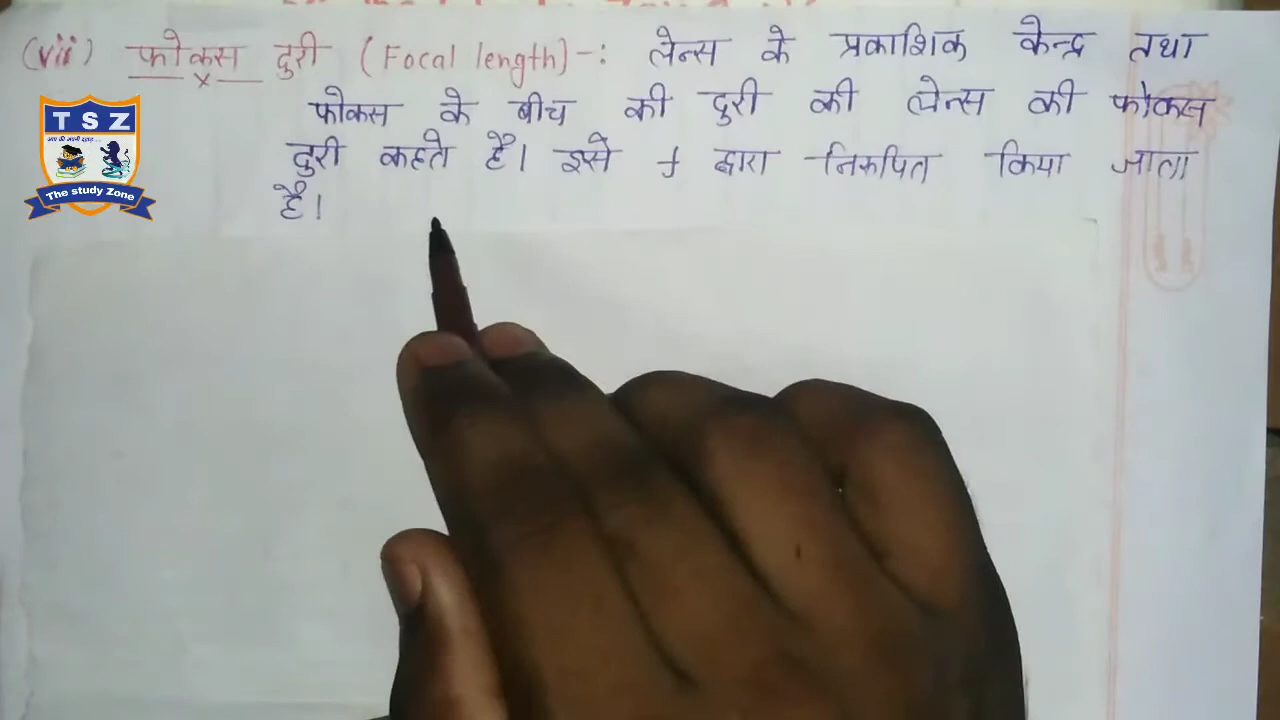 (vii) फोकस दुरी (Focal length) -: लेन्स के प्रकाशिक केन्द्र तथा
फोकस के बीच की दुरी की लेन्स की फोकस
दुरी कहते है। इसे f द्वारा निरूपित किया जाता
है।
TSZ
The study Zone